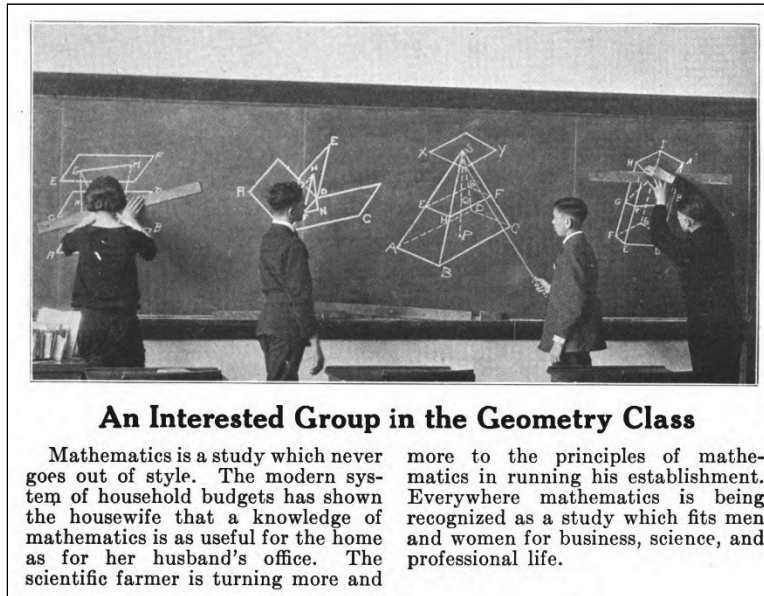 E F
G M
E
H D
G
A B
E
A
M
O
N
C
S
X Y
E F
H D
P
A C
B
I
H A
G H
F
E D
An Interested Group in the Geometry Class
Mathematics is a study which never
goes out of style. The modern sys-
tem of household budgets has shown
the housewife that a knowledge of
mathematics is as useful for the home
as for her husband's office. The
scientific farmer is turning more and
more to the principles of mathe-
matics in running his establishment.
Everywhere mathematics is being
recognized as a study which fits men
and women for business, science, and
professional life.